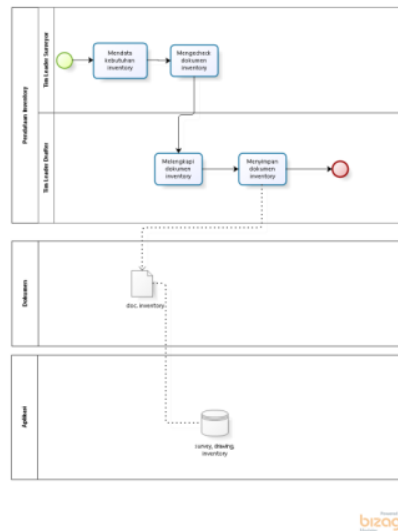 Pendataan Inventory
Tim Leader Surveyor
Mendata
kebutuhan
inventory
Mengecheck
dokumen
inventory
Tim Leader Drafter
Melengkapi
dokumen
inventory
Menyimpan
dokumen
inventory
Dokumen
doc. inventory
Aplikasi
survey, drawing,
inventory
Powered
bizag